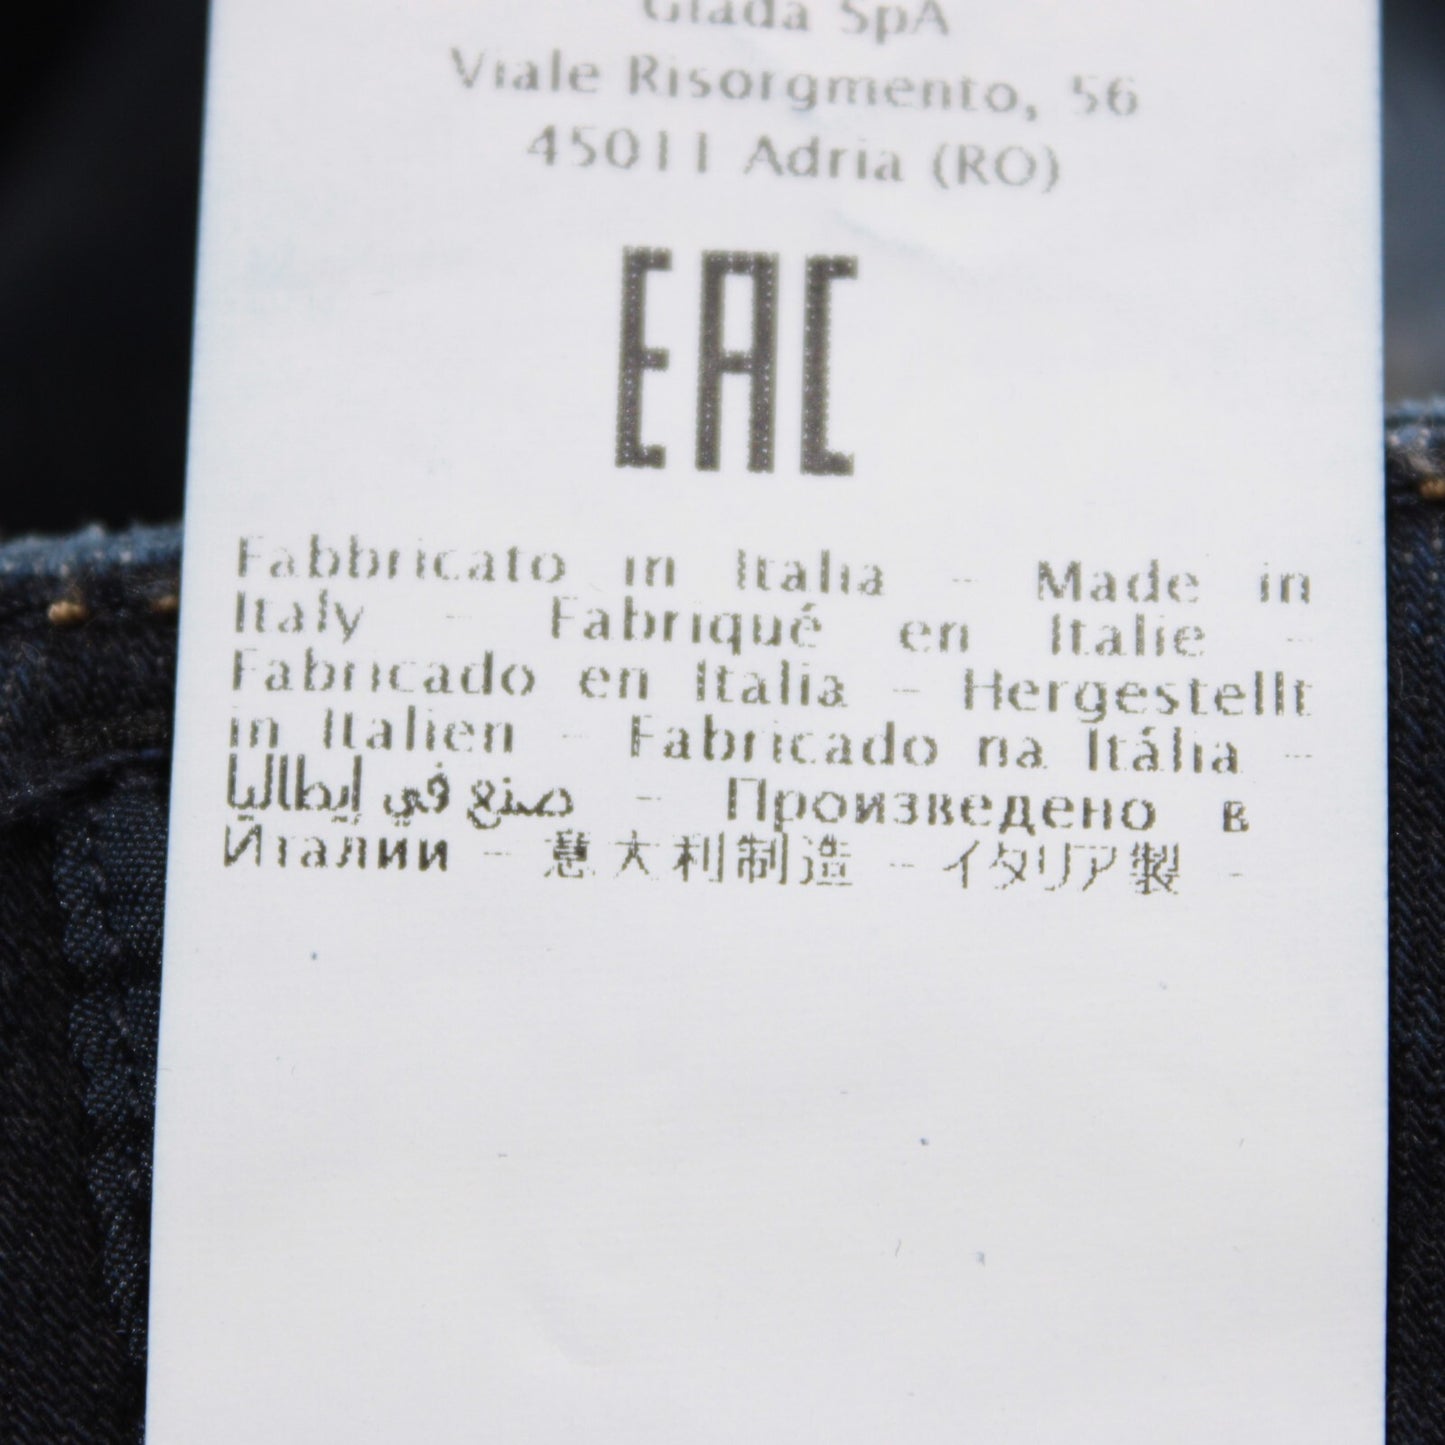 Giada SpA
Viale Risorgmento, 56
45011 Adria (RO)
EAC
Fabbricato in Italia - Made in
Italy - Fabriqué en Italie -
Fabricado en Italia - Hergestellt
in Italien - Fabricado na Itália -
صنع في إيطاليا - Произведено в
Италии - 意大利制造 - イタリア製 -